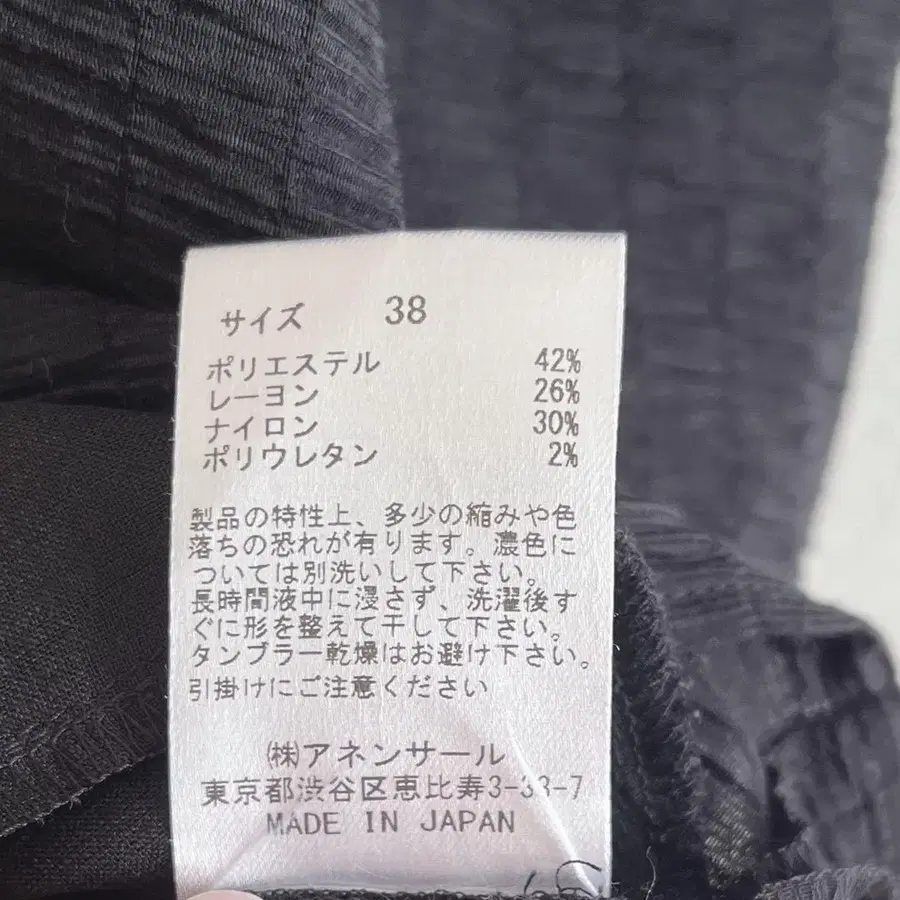 サイズ 38
ポリエステル 42%
レーヨン 26%
ナイロン 30%
ポリウレタン 2%
製品の特性上、多少の縮みや色
落ちの恐れが有ります。濃色に
ついては別洗いして下さい。
長時間液中に浸さず、洗濯後す
ぐに形を整えて干して下さい。
タンブラー乾燥はお避け下さい。
引掛けにご注意ください
㈱アネンサール
東京都渋谷区恵比寿3-33-7
MADE IN JAPAN